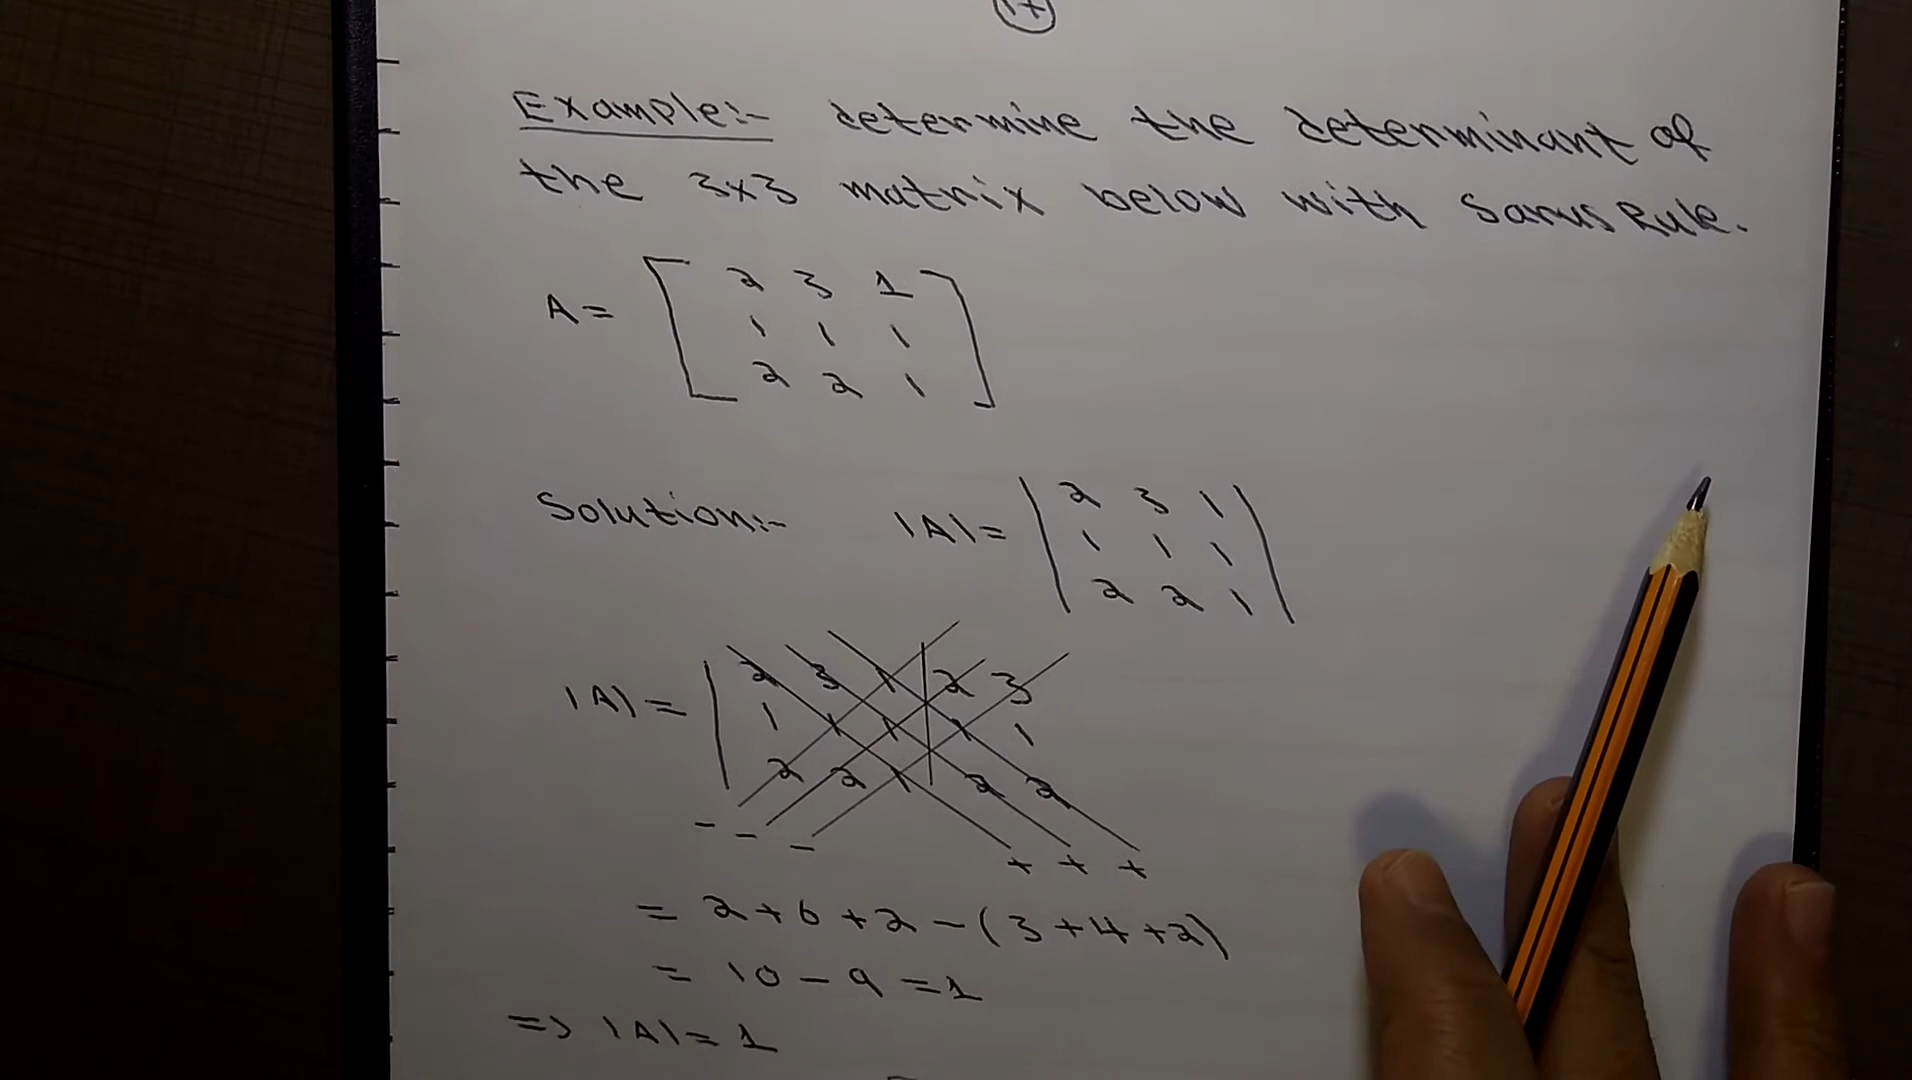 Example:- determine the determinant of
the 3x3 matrix below with Sarrus Rule.
A = [ 2 3 1
1 1 1
2 2 1 ]
Solution:- |A| = | 2 3 1 |
1 1 1
2 2 1
|A| = | 2 3 1 | 2 3
1 1 1 1 1
2 2 1 2 2
- - - + + +
= 2+6+2-(3+4+2)
= 10-9=1
=> |A|=1